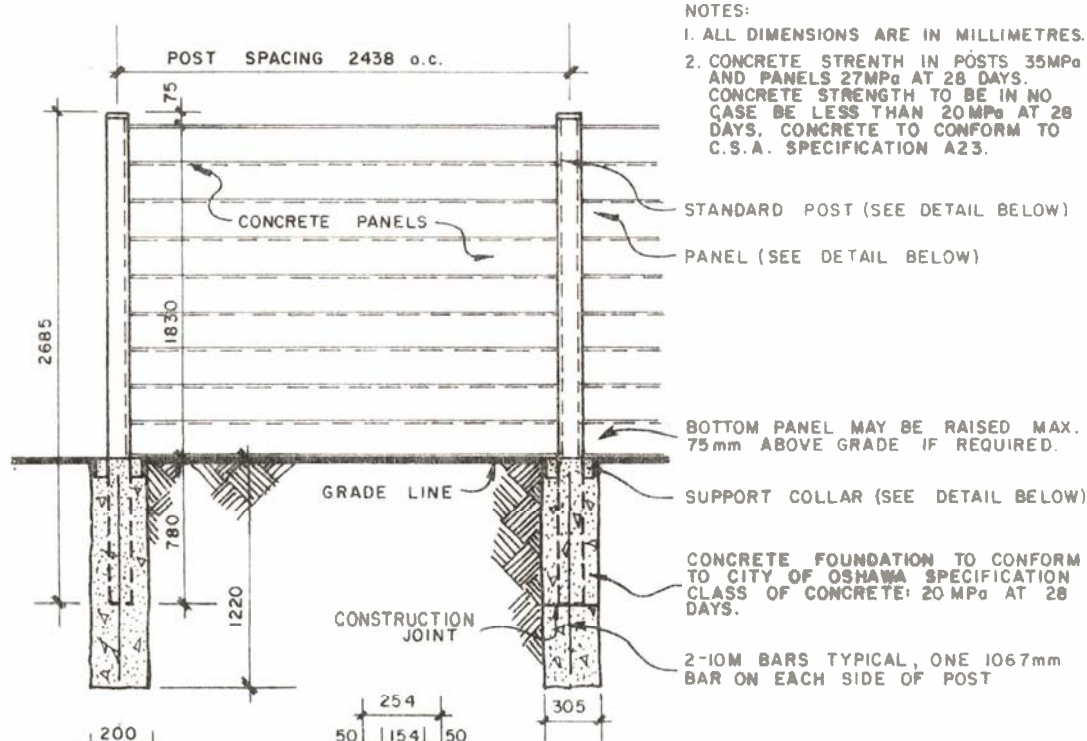 NOTES:
1. ALL DIMENSIONS ARE IN MILLIMETRES.
2. CONCRETE STRENTH IN POSTS 35MPa
AND PANELS 27MPa AT 28 DAYS.
CONCRETE STRENGTH TO BE IN NO
CASE BE LESS THAN 20MPa AT 28
DAYS. CONCRETE TO CONFORM TO
C.S.A. SPECIFICATION A23.
POST SPACING 2438 o.c.
75
STANDARD POST (SEE DETAIL BELOW)
CONCRETE PANELS
PANEL (SEE DETAIL BELOW)
2685
1830
BOTTOM PANEL MAY BE RAISED MAX.
75mm ABOVE GRADE IF REQUIRED.
GRADE LINE
SUPPORT COLLAR (SEE DETAIL BELOW)
780
1220
CONCRETE FOUNDATION TO CONFORM
TO CITY OF OSHAWA SPECIFICATION
CLASS OF CONCRETE: 20 MPa AT 28
DAYS.
CONSTRUCTION
JOINT
2-10M BARS TYPICAL, ONE 1067mm
BAR ON EACH SIDE OF POST
254
305
200
50 154 50